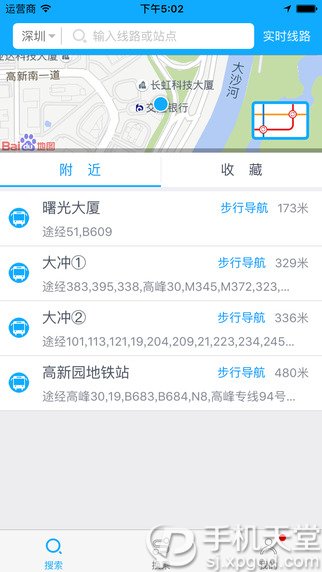 运营商 下午5:02
深圳 输入线路或站点 实时线路
达科技大厦
高新南一道
长虹科技大厦
大沙河
交通银行
Bai 地图
附 近 收 藏
曙光大厦 步行导航 173米
途经51,B609
大冲① 步行导航 329米
途经383,395,338,高峰30,M345,M372,323,...
大冲② 步行导航 336米
途经101,113,121,19,204,209,21,223,234,245...
高新园地铁站 步行导航 480米
途经高峰30,19,B683,B684,N8,高峰专线94号...
手机天堂
sj.xpgod.com
搜索 我的